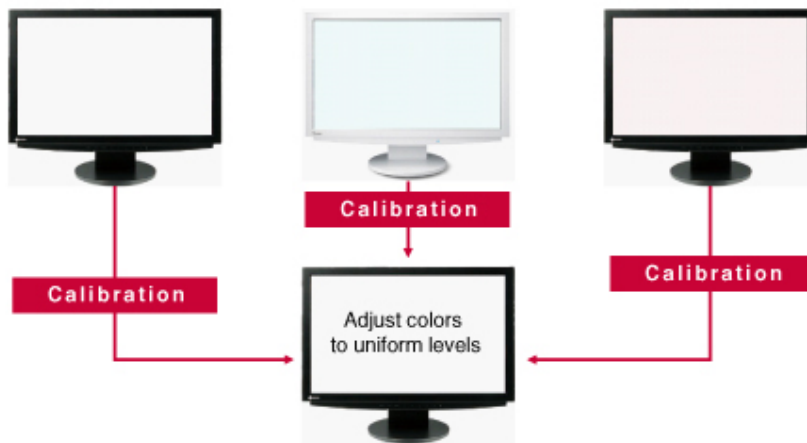 Calibration
Calibration
Calibration
Adjust colors
to uniform levels